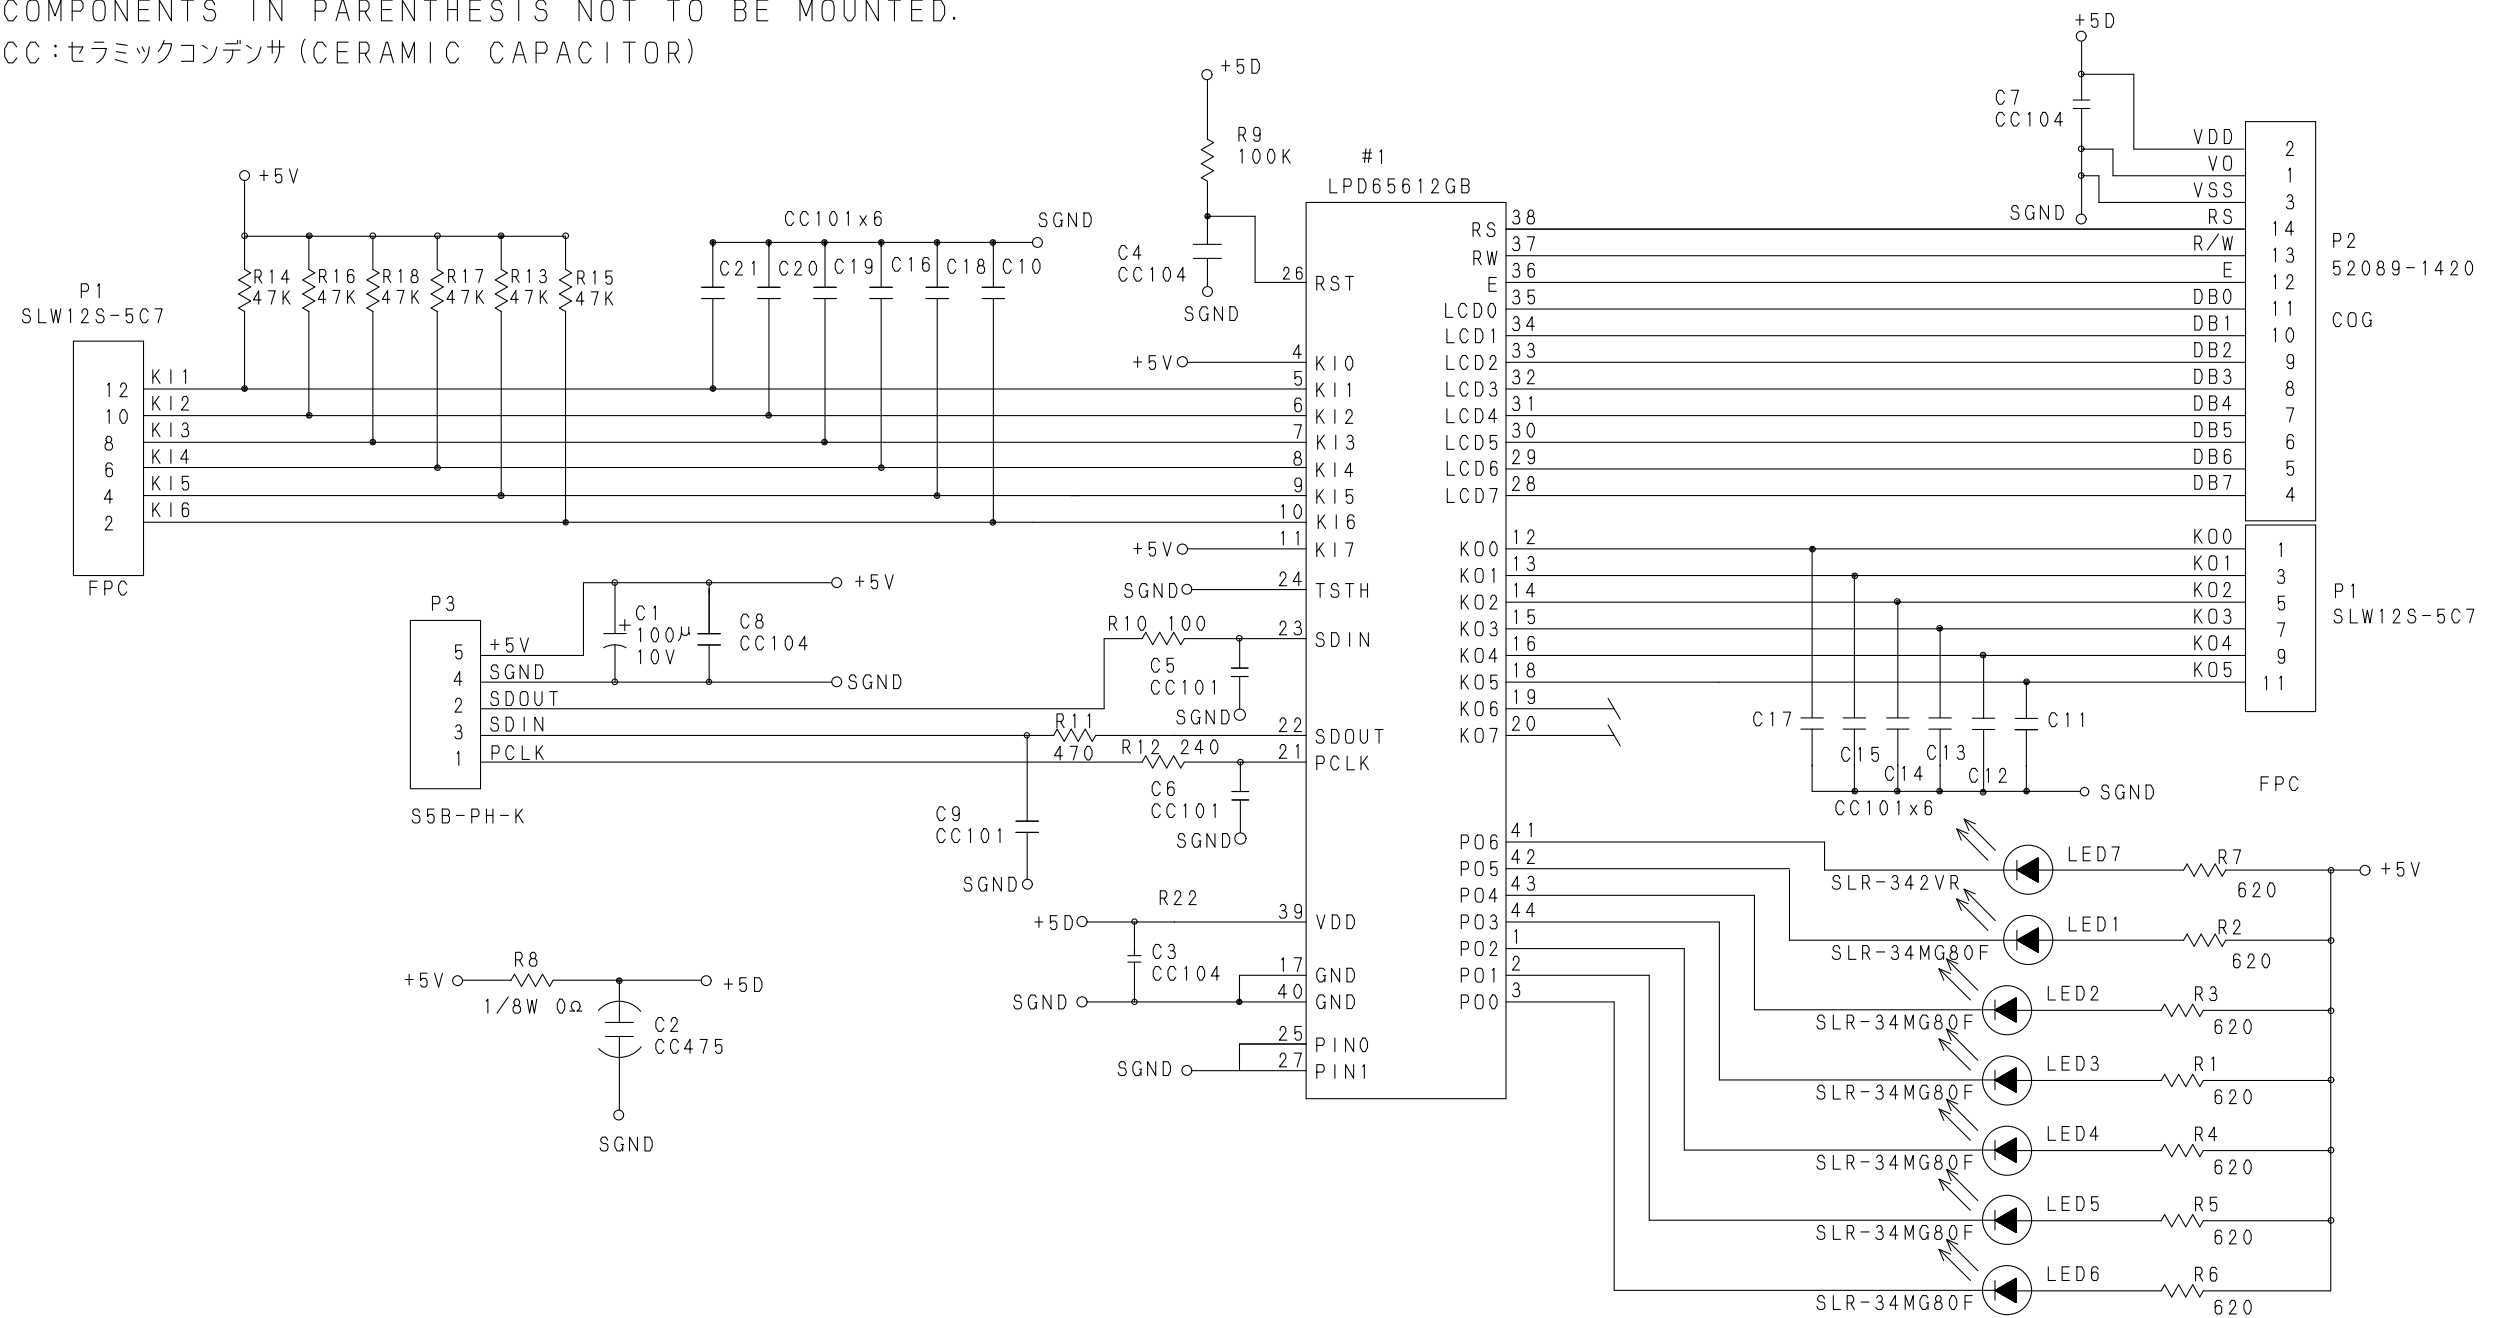 COMPONENTS IN PARENTHESIS NOT TO BE MOUNTED.
CC:セラミックコンデンサ(CERAMIC CAPACITOR)
+5V
R14
47K
R16
47K
R18
47K
R17
47K
R13
47K
R15
47K
P1
SLW12S-5C7
12
10
8
6
4
2
KI1
KI2
KI3
KI4
KI5
KI6
FPC
CC101x6
SGND
C21
C20
C19
C16
C18
C10
+5D
R9
100K
C4
CC104
SGND
#1
LPD65612GB
26 RST
+5V 4 KI0
5 KI1
6 KI2
7 KI3
8 KI4
9 KI5
10 KI6
+5V 11 KI7
SGND 24 TSTH
R10 100
23 SDIN
C5
CC101
SGND
R11
470
22 SDOUT
R12 240
21 PCLK
C6
CC101
SGND
C9
CC101
SGND
P3
5 +5V
4 SGND
2 SDOUT
3 SDIN
1 PCLK
S5B-PH-K
+5V
C1
+
100μ
10V
C8
CC104
SGND
R22
+5D 39 VDD
C3
CC104
17 GND
SGND 40 GND
25 PIN0
SGND 27 PIN1
+5V
R8
1/8W 0Ω
+5D
C2
CC475
SGND
RS 38
RW 37
E 36
LCD0 35
LCD1 34
LCD2 33
LCD3 32
LCD4 31
LCD5 30
LCD6 29
LCD7 28
KO0 12
KO1 13
KO2 14
KO3 15
KO4 16
KO5 18
KO6 19
KO7 20
PO6 41
PO5 42
PO4 43
PO3 44
PO2 1
PO1 2
PO0 3
+5D
C7
CC104
SGND
VDD 2
VO 1
VSS 3
RS 14
R/W 13
E 12
DB0 11
DB1 10
DB2 9
DB3 8
DB4 7
DB5 6
DB6 5
DB7 4
P2
52089-1420
COG
KO0 1
KO1 3
KO2 5
KO3 7
KO4 9
KO5 11
P1
SLW12S-5C7
FPC
C17
C15
C14
C13
C12
C11
CC101x6
SGND
SLR-342VR
LED7
R7
620
+5V
SLR-34MG80F
LED1
R2
620
SLR-34MG80F
LED2
R3
620
SLR-34MG80F
LED3
R1
620
SLR-34MG80F
LED4
R4
620
SLR-34MG80F
LED5
R5
620
SLR-34MG80F
LED6
R6
620